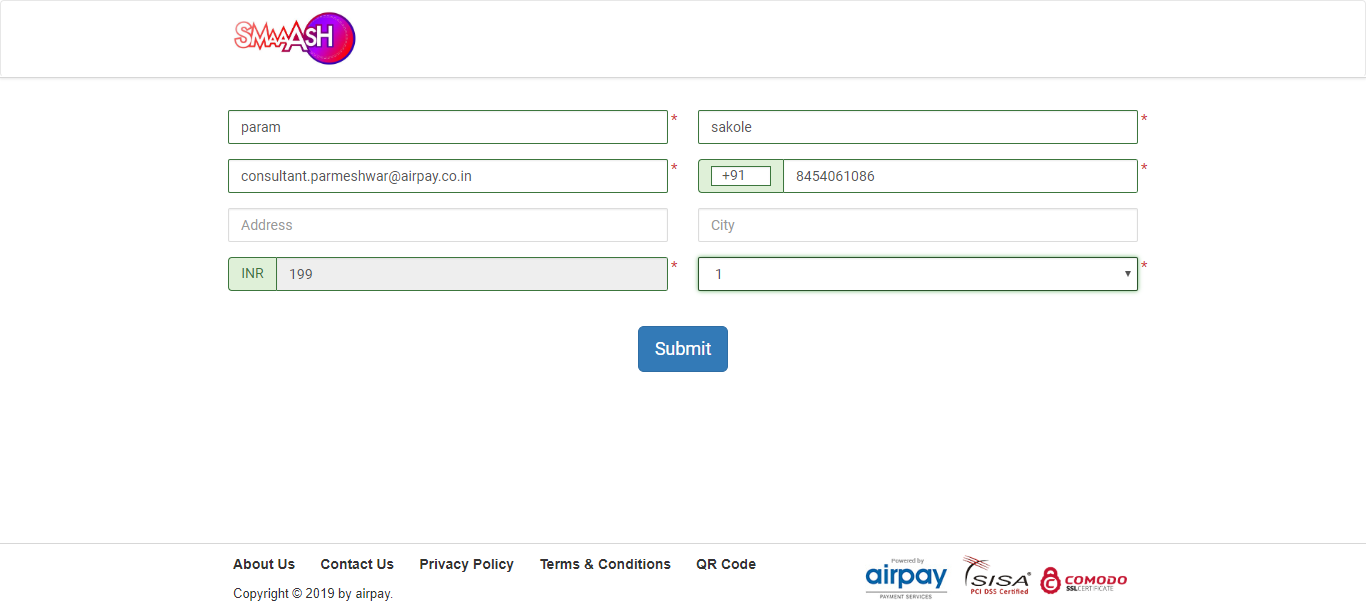 SMAAASH
param * sakole *
consultant.parmeshwar@airpay.co.in * +91 8454061086 *
Address City
INR 199 * 1 *
Submit
About Us Contact Us Privacy Policy Terms & Conditions QR Code
Copyright © 2019 by airpay.
Powered by
airpay
PAYMENT SERVICES
SISA
PCI DSS Certified
COMODO
SSL CERTIFICATE